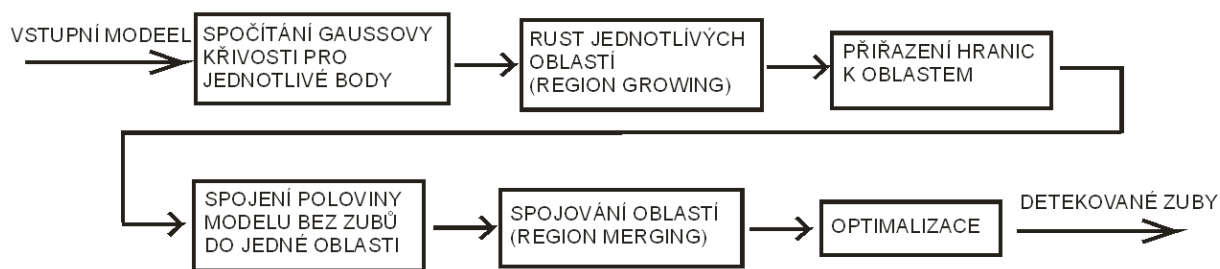 VSTUPNÍ MODEEL
SPOČÍTÁNÍ GAUSSOVY
KŘIVOSTI PRO
JEDNOTLIVÉ BODY
RUST JEDNOTLÍVÝCH
OBLASTÍ
(REGION GROWING)
PŘIŘAZENÍ HRANIC
K OBLASTEM
SPOJENÍ POLOVINY
MODELU BEZ ZUBŮ
DO JEDNÉ OBLASTI
SPOJOVÁNÍ OBLASTÍ
(REGION MERGING)
OPTIMALIZACE
DETEKOVANÉ ZUBY